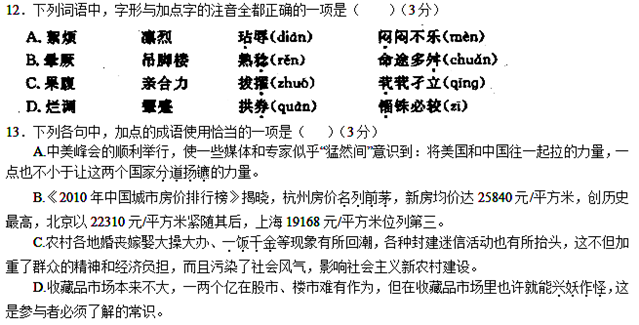 12．下列词语中，字形与加点字的注音全都正确的一项是（　　）（3分）
A. 絮烦　凛烈　玷辱(diàn)　闷闷不乐(mèn)
B. 晕厥　吊脚楼　熟稔(rěn)　命途多舛(chuǎn)
C. 果腹　亲合力　拔擢(zhuó)　茕茕孑立(qíng)
D. 烂漫　　拱券(quàn)　锱铢必较(zī)
13．下列各句中，加点的成语使用恰当的一项是（　　）（3分）
A.中美峰会的顺利举行，使一些媒体和专家似乎“猛然间”意识到：将美国和中国往一起拉的力量，一
点也不小于让这两个国家分道扬镳的力量。
B.《2010年中国城市房价排行榜》揭晓，杭州房价名列前茅，新房均价达25840元/平方米，创历史
最高，北京以22310元/平方米紧随其后，上海19168元/平方米位列第三。
C.农村各地婚丧嫁娶大操大办、一饭千金等现象有所回潮，各种封建迷信活动也有所抬头，这不但加
重了群众的精神和经济负担，而且污染了社会风气，影响社会主义新农村建设。
D.收藏品市场本来不大，一两个亿在股市、楼市难有作为，但在收藏品市场里也许就能兴妖作怪，这
是参与者必须了解的常识。